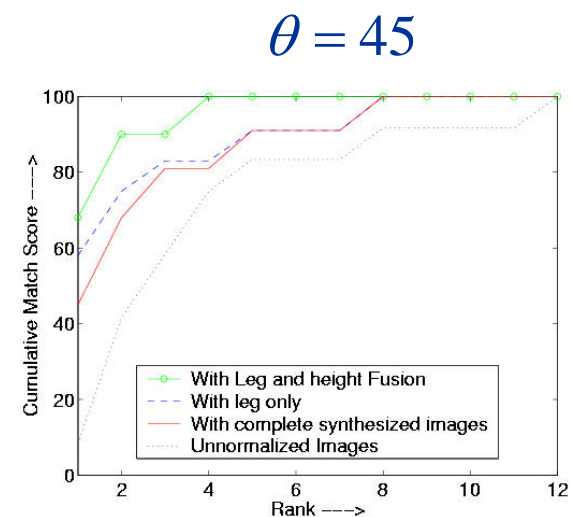 θ = 45
100
80
60
40
20
0
Cumulative Match Score --->
With Leg and height Fusion
With leg only
With complete synthesized images
Unnormalized Images
2 4 6 8 10 12
Rank --->